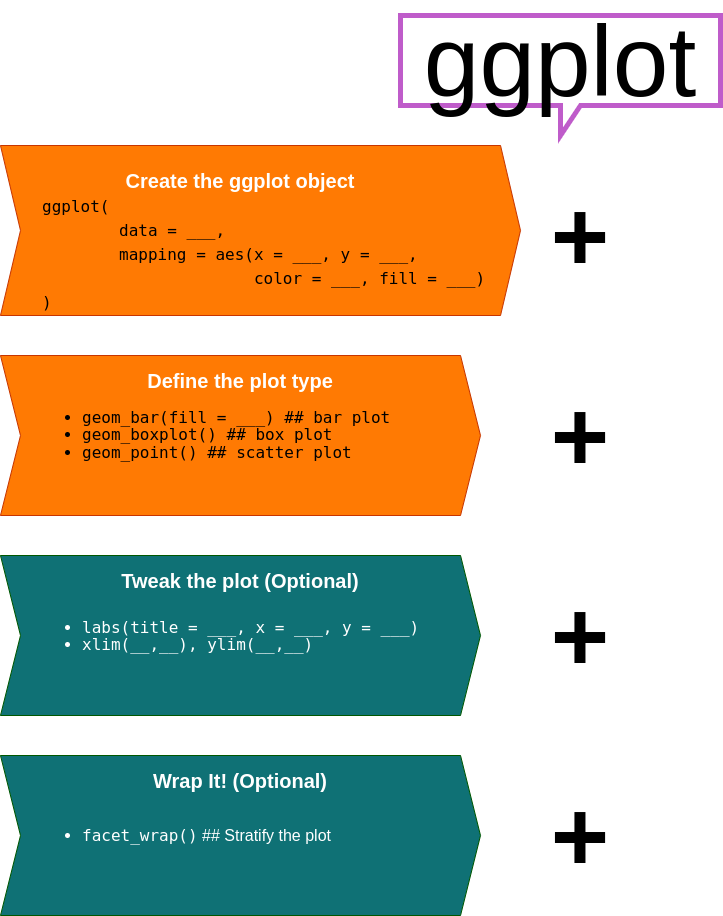 ggplot
Create the ggplot object
ggplot(
data = ___,
mapping = aes(x = ___, y = ___,
color = ___, fill = ___)
)
+
Define the plot type
• geom_bar(fill = ___) ## bar plot
• geom_boxplot() ## box plot
• geom_point() ## scatter plot
+
Tweak the plot (Optional)
• labs(title = ___, x = ___, y = ___)
• xlim(__,__), ylim(__,__)
+
Wrap It! (Optional)
• facet_wrap() ## Stratify the plot
+